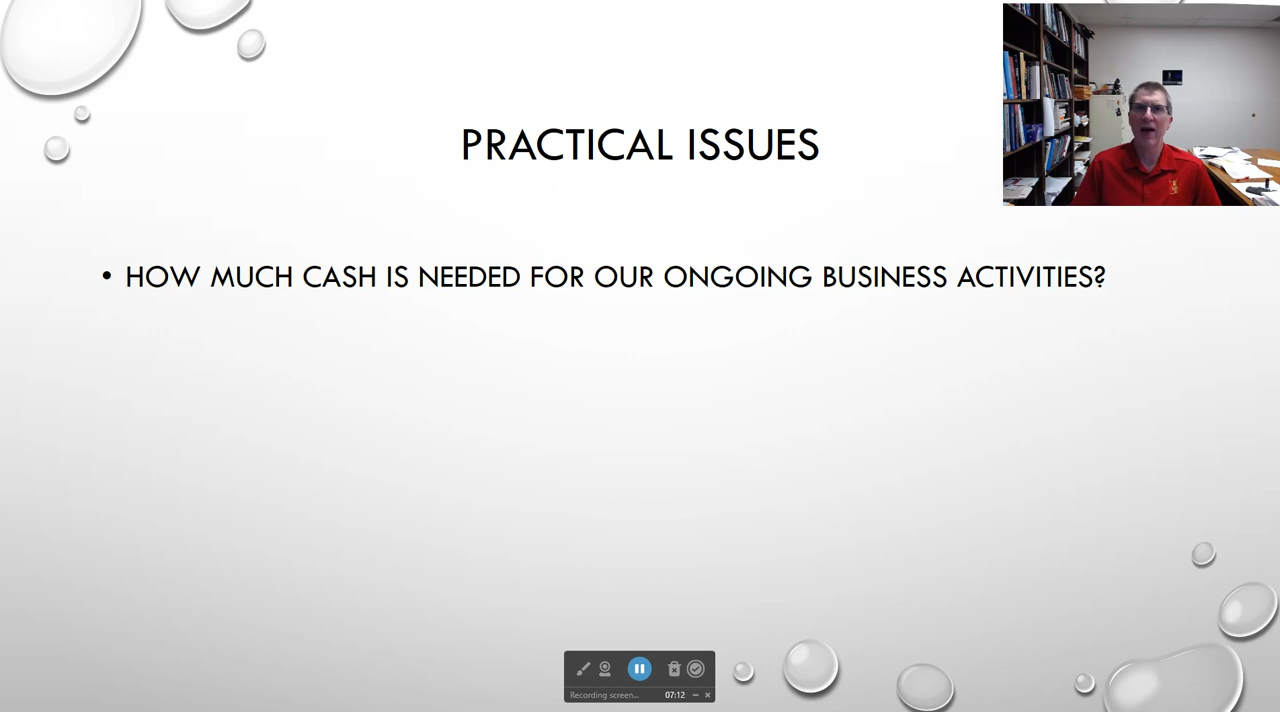 PRACTICAL ISSUES
• HOW MUCH CASH IS NEEDED FOR OUR ONGOING BUSINESS ACTIVITIES?
Recording screen... 07:12